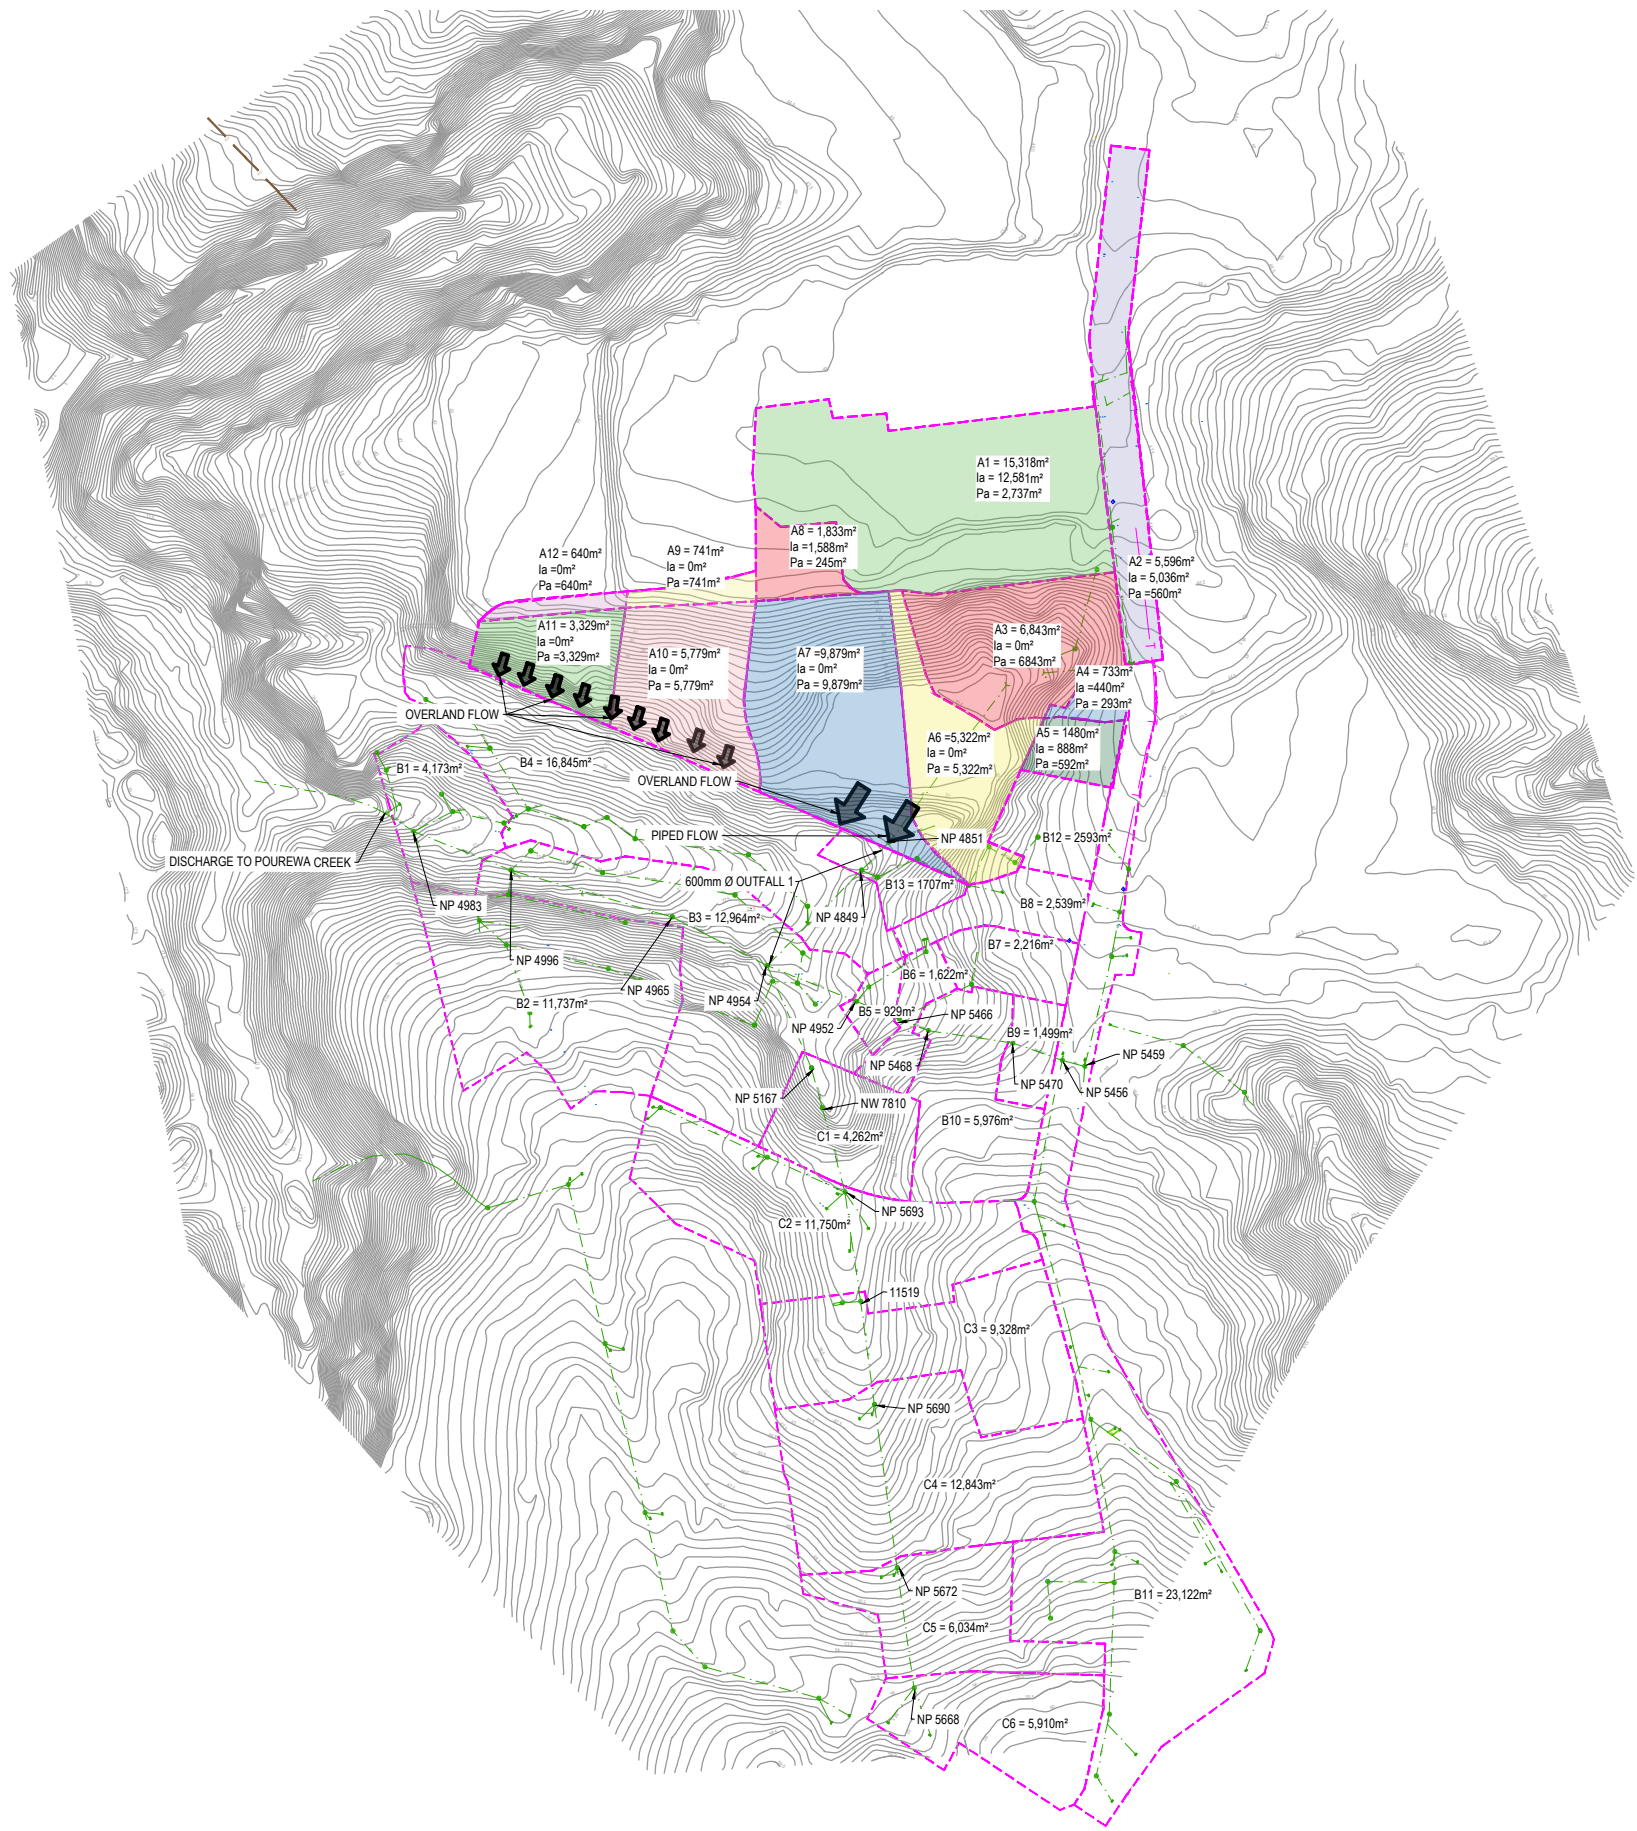 A1 = 15,318m²
Ia = 12,581m²
Pa = 2,737m²
A8 = 1,833m²
Ia =1,588m²
Pa = 245m²
A12 = 640m²
Ia =0m²
Pa =640m²
A9 = 741m²
Ia = 0m²
Pa =741m²
A2 = 5,596m²
Ia = 5,036m²
Pa =560m²
A11 = 3,329m²
Ia =0m²
Pa =3,329m²
A10 = 5,779m²
Ia = 0m²
Pa = 5,779m²
A7 =9,879m²
Ia = 0m²
Pa = 9,879m²
A3 = 6,843m²
Ia = 0m²
Pa = 6843m²
A4 = 733m²
Ia =440m²
Pa = 293m²
OVERLAND FLOW
A6 =5,322m²
Ia = 0m²
Pa = 5,322m²
A5 = 1480m²
Ia = 888m²
Pa =592m²
B1 = 4,173m²
B4 = 16,845m²
OVERLAND FLOW
PIPED FLOW
NP 4851
B12 = 2593m²
DISCHARGE TO POUREWA CREEK
600mm Ø OUTFALL 1
B13 = 1707m²
NP 4983
B3 = 12,964m²
NP 4849
B8 = 2,539m²
B7 = 2,216m²
NP 4996
B6 = 1,622m²
NP 4965
NP 4954
B2 = 11,737m²
B5 = 929m²
NP 5466
NP 4952
B9 = 1,499m²
NP 5459
NP 5468
NP 5470
NP 5456
NP 5167
NW 7810
B10 = 5,976m²
C1 = 4,262m²
NP 5693
C2 = 11,750m²
11519
C3 = 9,328m²
NP 5690
C4 = 12,843m²
NP 5672
B11 = 23,122m²
C5 = 6,034m²
NP 5668
C6 = 5,910m²